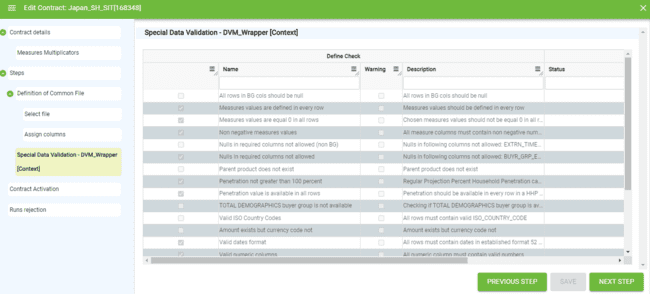 Edit Contract: Japan_SH_SIT[168348]
Contract details
Measures Multiplicators
Steps
Definition of Common File
Select file
Assign columns
Special Data Validation - DVM_Wrapper
[Context]
Contract Activation
Runs rejection
Special Data Validation - DVM_Wrapper [Context]
Define Check
Name Warning Description Status
All rows in BG cols should be null All rows in BG cols should be null
Measures values are defined in every row Measures values should be defined in every row
Measures values are equal 0 in all rows Chosen measures values should not be equal 0 in all r...
Non negative measures values All measure columns must contain non negative num...
Nulls in required columns not allowed (non BG) Nulls in following columns not allowed: EXTRN_TIME...
Nulls in required columns not allowed Nulls in following columns not allowed: BUYR_GRP_E...
Parent product does not exist Parent product does not exist
Penetration not greater than 100 percent Regular Projection Percent Household Penetration ca...
Penetration value is available in all rows Penetration should be available in every row in a HHP ...
TOTAL DEMOGRAPHICS buyer group is not available Checking if TOTAL DEMOGRAPHICS buyer group is av...
Valid ISO Country Codes All rows must contain valid ISO_COUNTRY_CODE
Amount exists but currency code not Amount exists but currency code not
Valid dates format All rows must contain dates in established format 52 ...
Valid numeric columns All numeric column must contain valid numbers
PREVIOUS STEP SAVE NEXT STEP